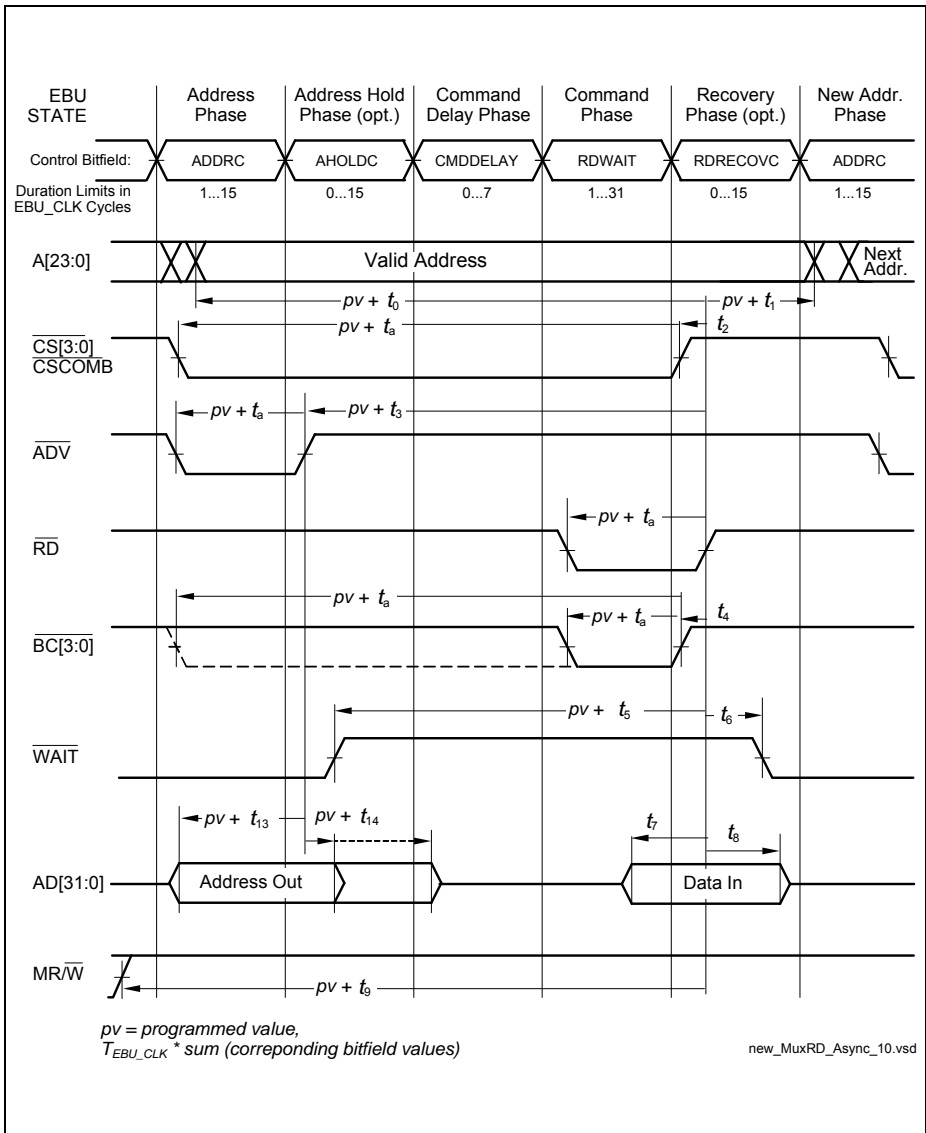 EBU
STATE
Address
Phase
Address Hold
Phase (opt.)
Command
Delay Phase
Command
Phase
Recovery
Phase (opt.)
New Addr.
Phase
Control Bitfield:
ADDRC
AHOLDC
CMDDELAY
RDWAIT
RDRECOVC
ADDRC
Duration Limits in
EBU_CLK Cycles
1...15
0...15
0...7
1...31
0...15
1...15
A[23:0]
Valid Address
Next
Addr.
pv + t0
pv + t1
pv + ta
t2
CS[3:0]
CSCOMB
pv + ta
pv + t3
ADV
pv + ta
RD
pv + ta
pv + ta
t4
BC[3:0]
pv + t5
t6
WAIT
pv + t13
pv + t14
t7
t8
AD[31:0]
Address Out
Data In
MR/W
pv + t9
pv = programmed value,
TEBU_CLK * sum (correponding bitfield values)
new_MuxRD_Async_10.vsd